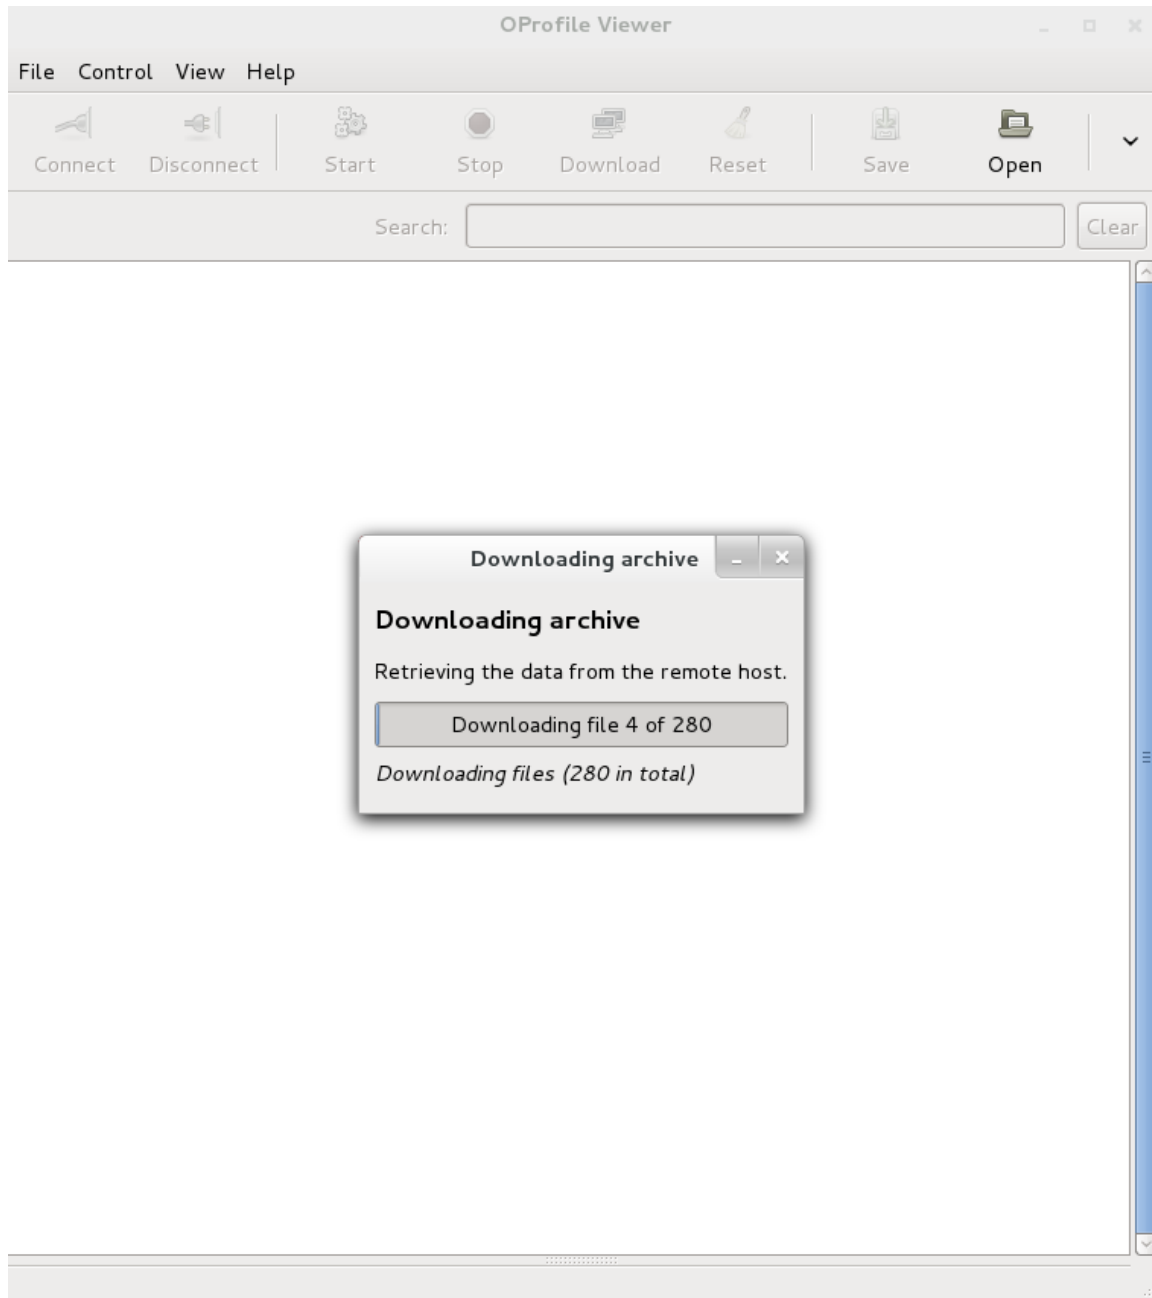 OProfile Viewer
File Control View Help
Connect Disconnect Start Stop Download Reset Save Open
Search: Clear
Downloading archive
Downloading archive
Retrieving the data from the remote host.
Downloading file 4 of 280
Downloading files (280 in total)